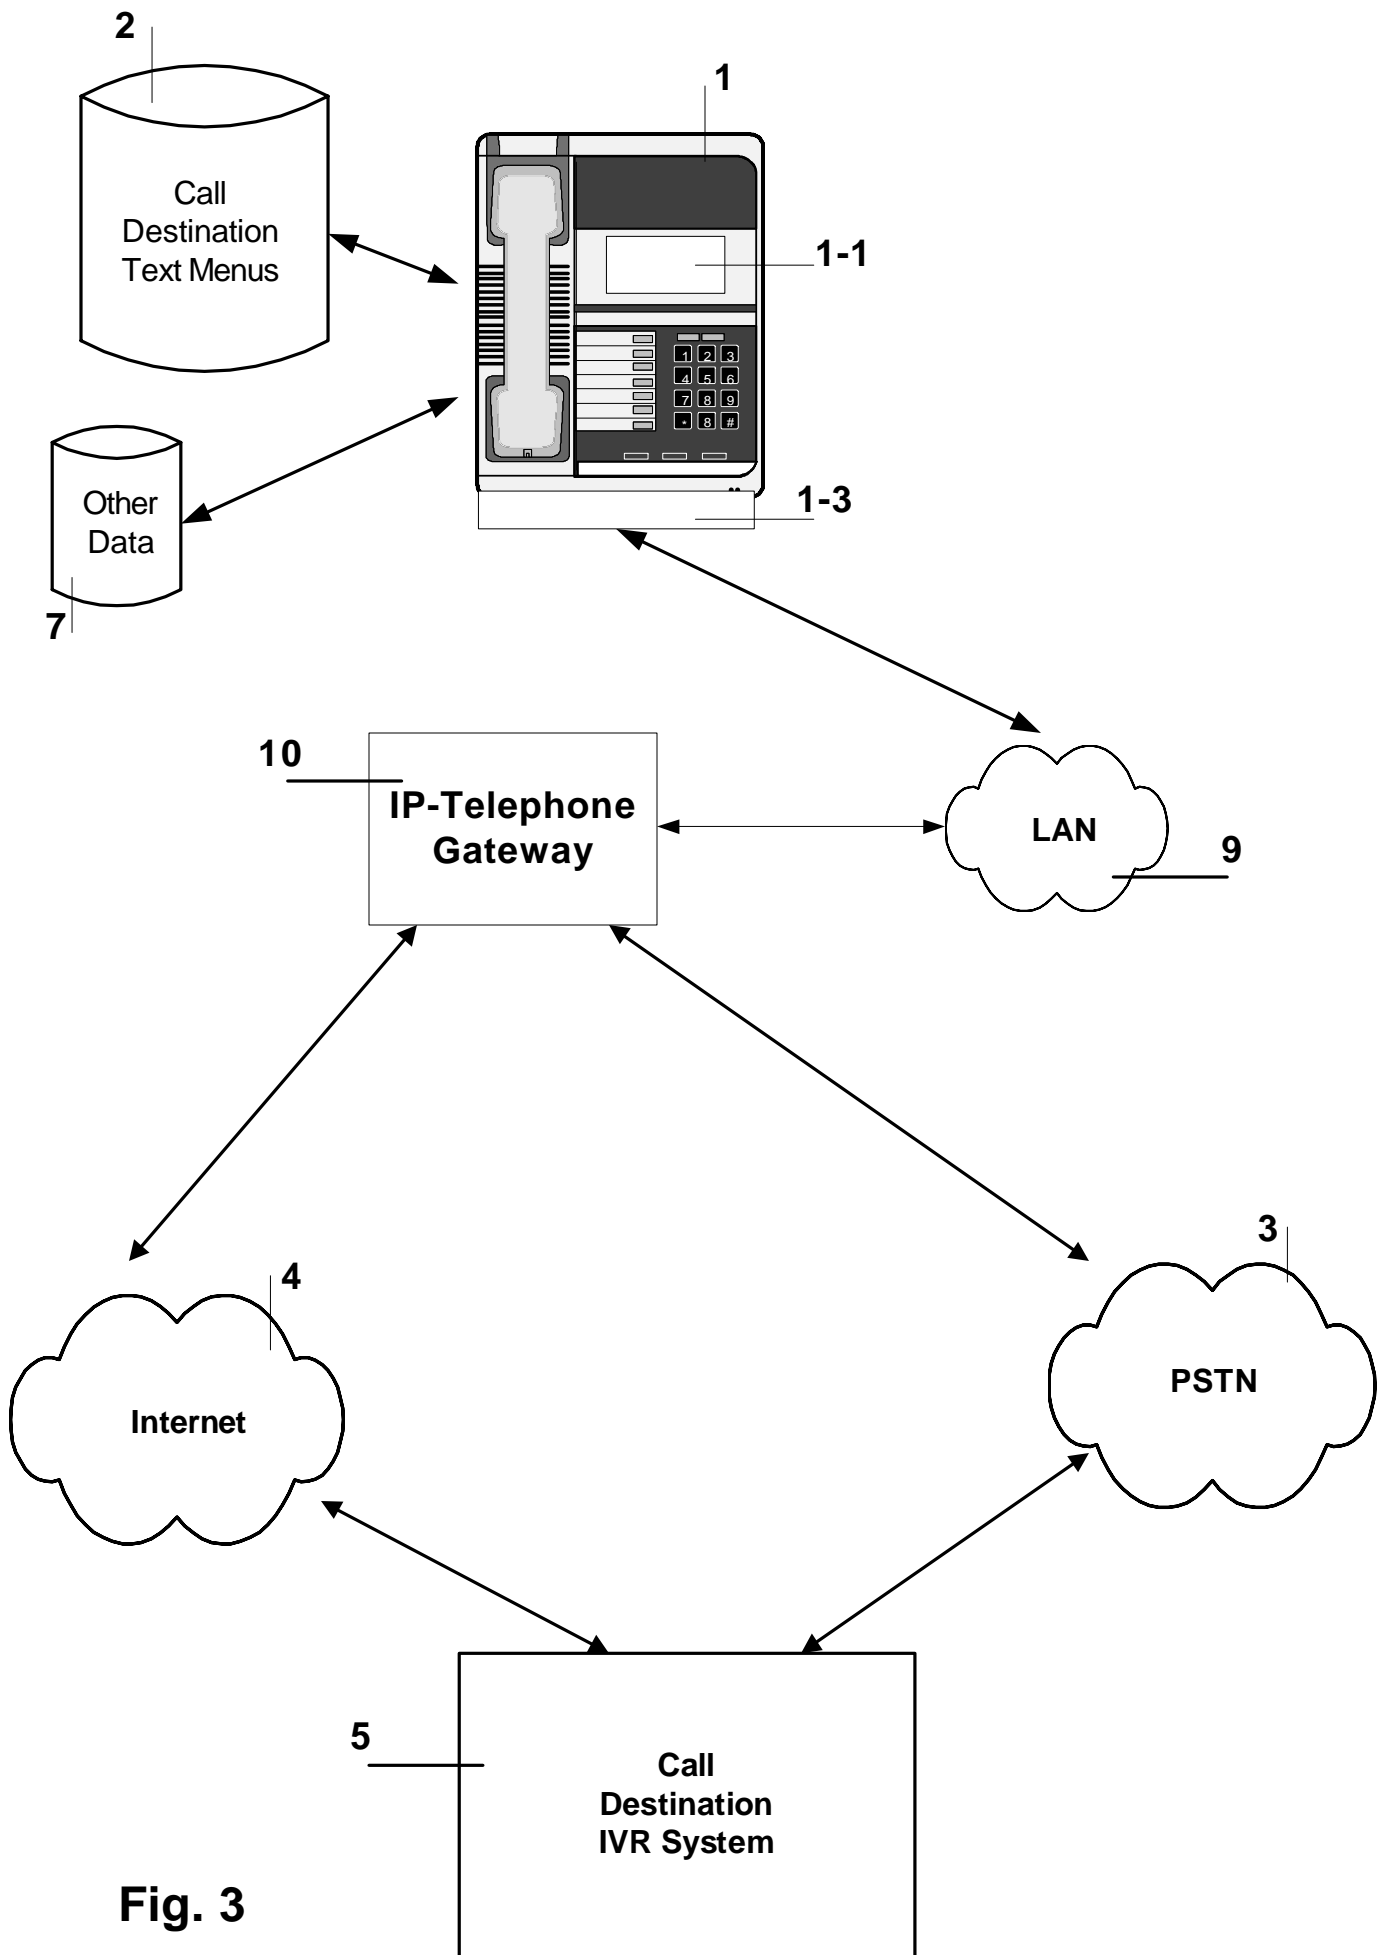 2
1
Call
Destination
Text Menus
1-1
1 2 3
4 5 6
7 8 9
* 8 #
Other
Data
1-3
7
10
IP-Telephone
Gateway
LAN
9
3
4
PSTN
Internet
5
Call
Destination
IVR System
Fig. 3